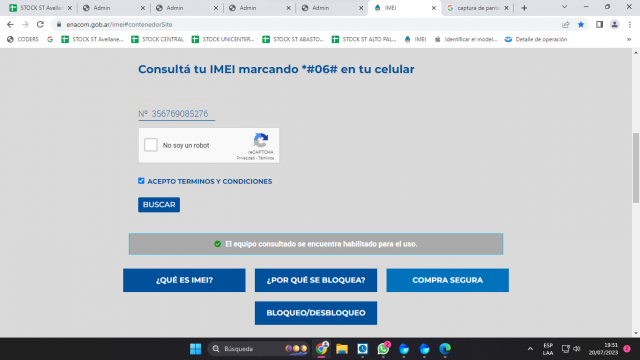 STOCK ST Avellan
Admin
Admin
Admin
IMEI
captura de panta
enacom.gob.ar/imei#contenedorSite
CODERS
STOCK ST Avellane...
STOCK CENTRAL
STOCK UNICENTER...
STOCK ST ABASTO...
STOCK ST ALTO PAL...
IMEI
Identificar el model...
Detalle de operación
Consultá tu IMEI marcando *#06# en tu celular
Nº 356769085276
No soy un robot
reCAPTCHA
Privacidad - Términos
ACEPTO TERMINOS Y CONDICIONES
BUSCAR
El equipo consultado se encuentra habilitado para el uso.
¿QUÉ ES IMEI?
¿POR QUÉ SE BLOQUEA?
COMPRA SEGURA
BLOQUEO/DESBLOQUEO
Búsqueda
ESP
LAA
19:51
20/07/2023